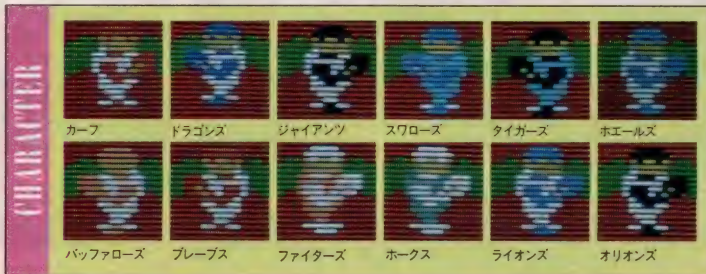 CHARACTER
カーフ ドラゴンズ ジャイアンツ スワローズ タイガーズ ホエールズ
バッファローズ ブレーブス ファイターズ ホークス ライオンズ オリオンズ